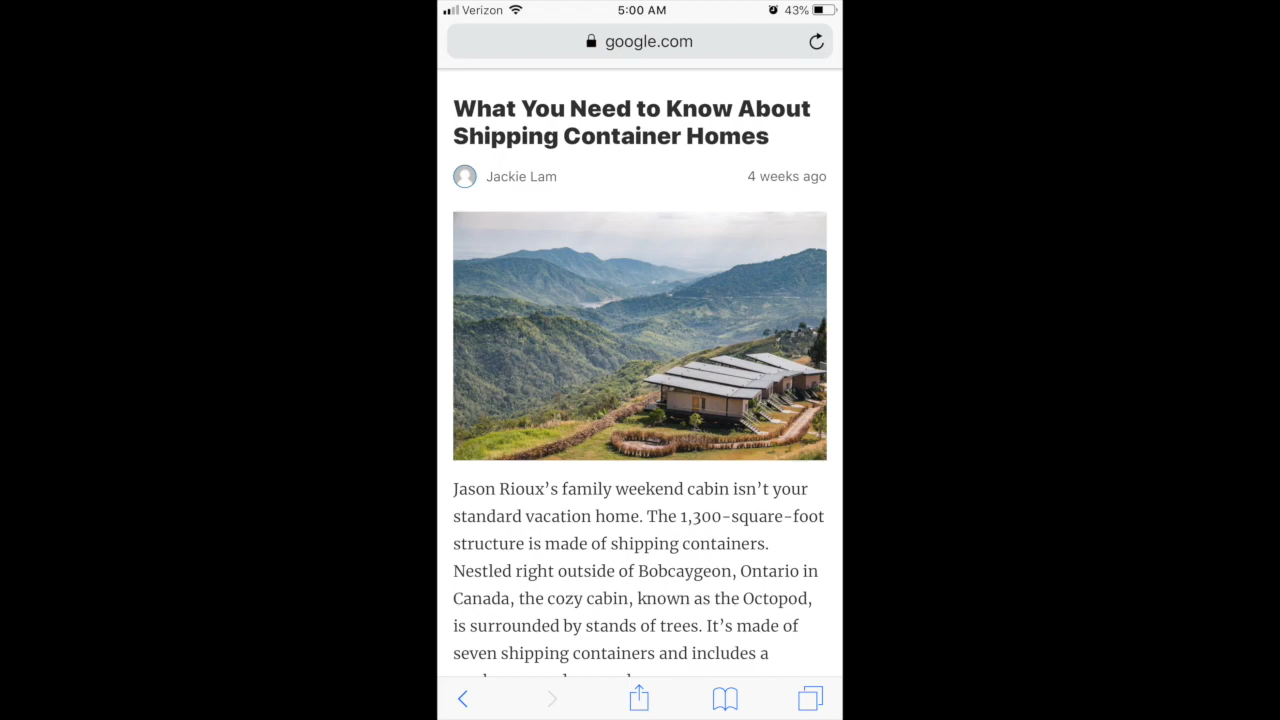 Verizon 5:00 AM 43%
google.com
What You Need to Know About
Shipping Container Homes
Jackie Lam 4 weeks ago
Jason Rioux’s family weekend cabin isn’t your
standard vacation home. The 1,300-square-foot
structure is made of shipping containers.
Nestled right outside of Bobcaygeon, Ontario in
Canada, the cozy cabin, known as the Octopod,
is surrounded by stands of trees. It’s made of
seven shipping containers and includes a